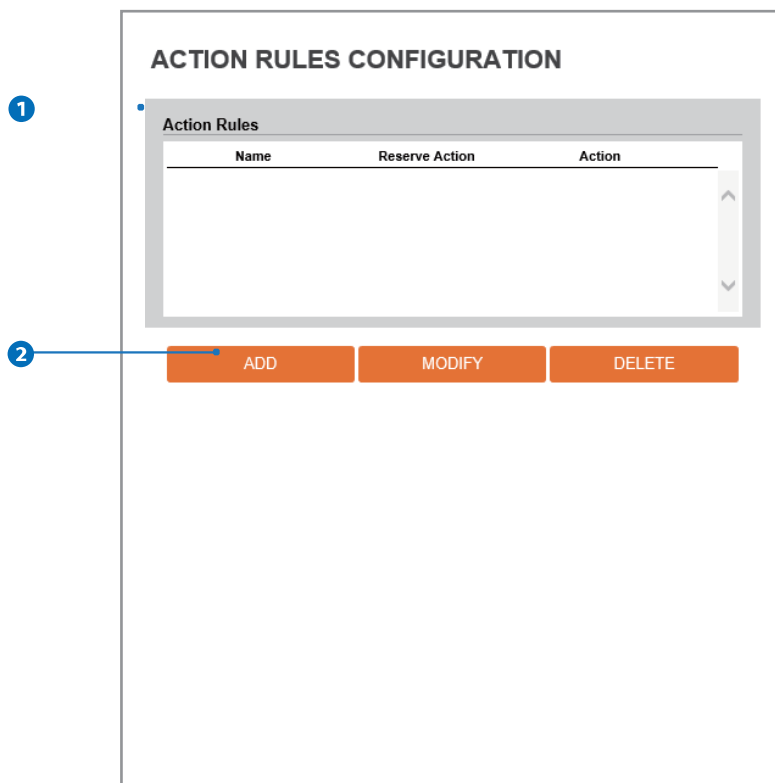 ACTION RULES CONFIGURATION
1
Action Rules
Name Reserve Action Action
2
ADD MODIFY DELETE